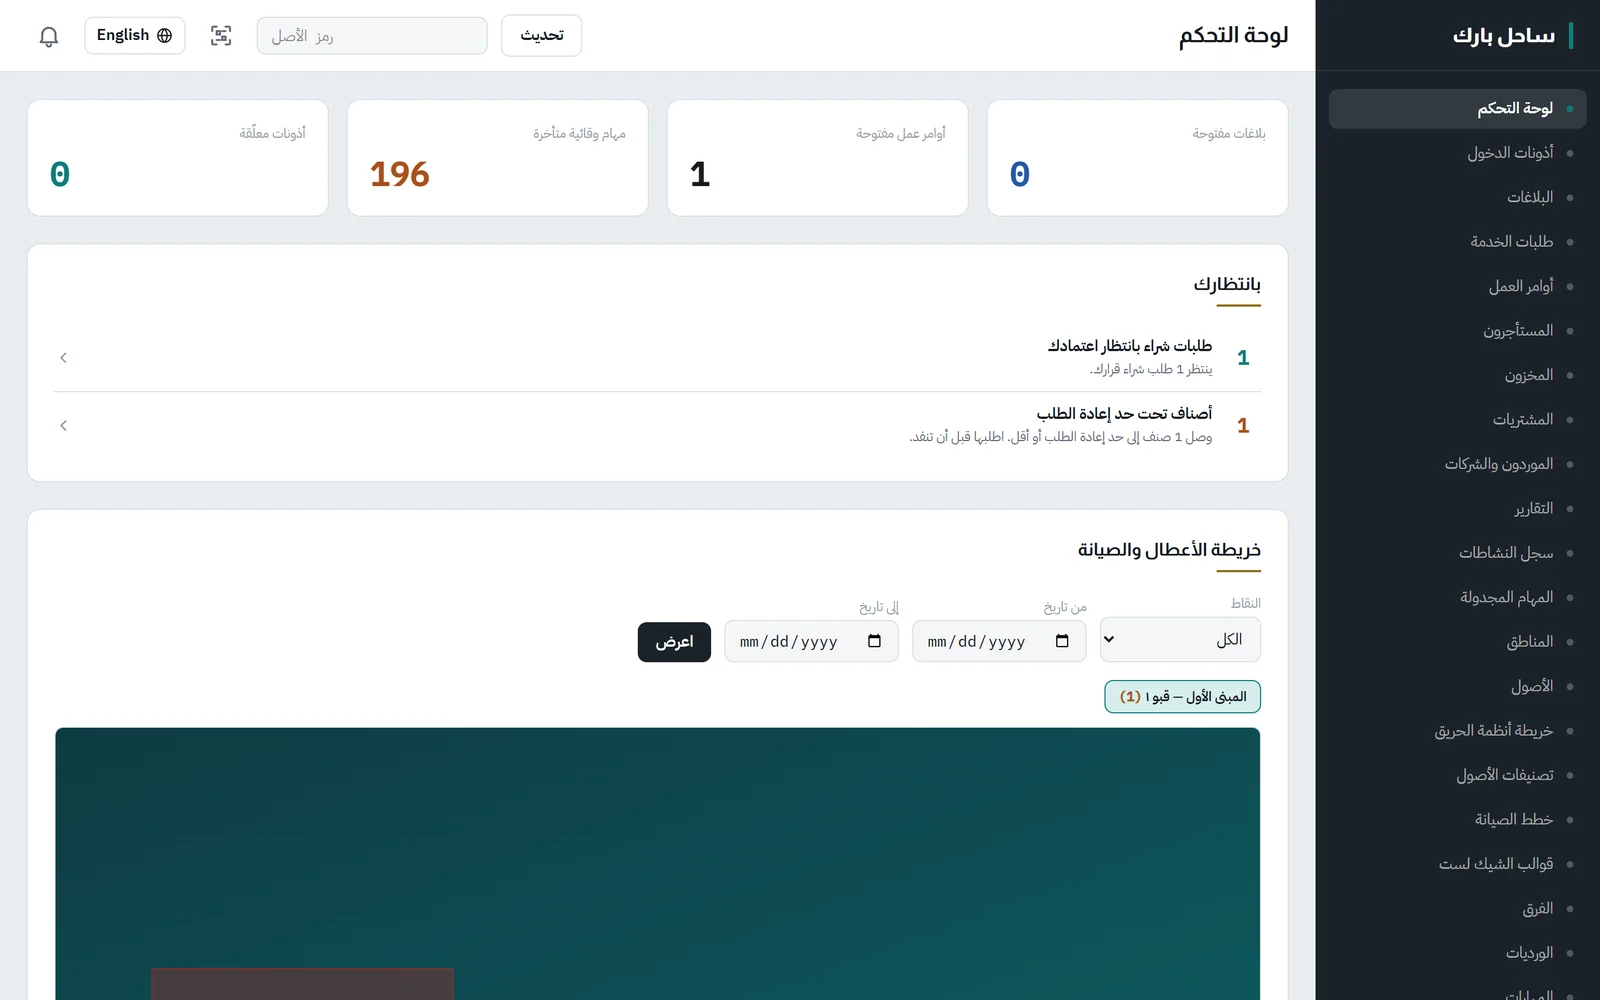 ساحل بارك
لوحة التحكم
أذونات الدخول
البلاغات
طلبات الخدمة
أوامر العمل
المستأجرون
المخزون
المشتريات
الموردون والشركات
التقارير
سجل النشاطات
المهام المجدولة
المناطق
الأصول
خريطة أنظمة الحريق
تصنيفات الأصول
خطط الصيانة
قوالب الشيك لست
الفرق
الورديات
لوحة التحكم
تحديث
رمز الأصل
English
بلاغات مفتوحة
0
أوامر عمل مفتوحة
1
مهام وقائية متأخرة
196
أذونات معلّقة
0
بانتظارك
1
طلبات شراء بانتظار اعتمادك
ينتظر 1 طلب شراء قرارك.
1
أصناف تحت حد إعادة الطلب
وصل 1 صنف إلى حد إعادة الطلب أو أقل. اطلبها قبل أن تنفد.
خريطة الأعطال والصيانة
النقاط
الكل
من تاريخ
mm/dd/yyyy
إلى تاريخ
mm/dd/yyyy
اعرض
المبنى الأول — قبو ١ (1)